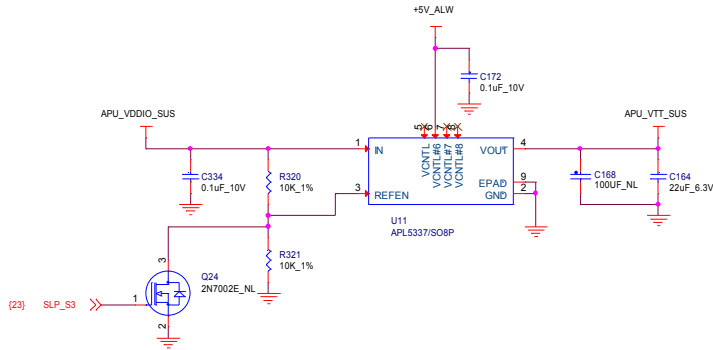 +5V_ALW
C172
0.1uF_10V
APU_VDDIO_SUS
APU_VTT_SUS
5
6
7
8
1
IN
VCNTL
VCNTL#6
VCNTL#7
VCNTL#8
VOUT
4
C334
0.1uF_10V
R320
10K_1%
C168
100UF_NL
C164
22uF_6.3V
EPAD
9
3
REFEN
GND
2
U11
APL5337/SO8P
R321
10K_1%
3
Q24
2N7002E_NL
{23}
SLP_S3
1
2